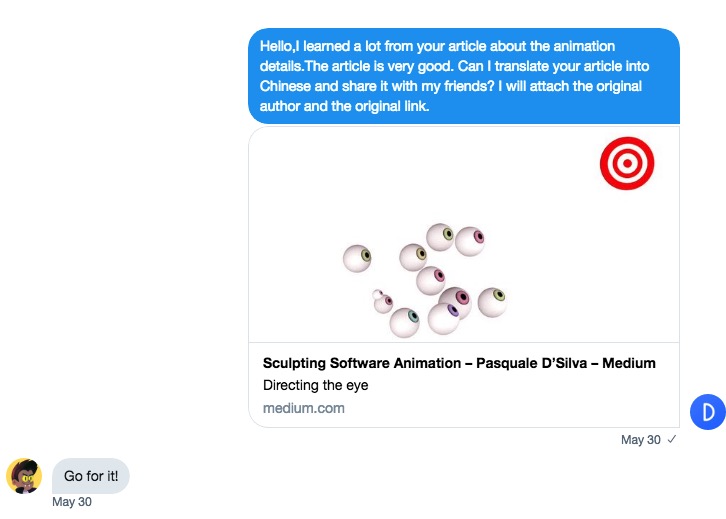 Hello,I learned a lot from your article about the animation
details.The article is very good. Can I translate your article into
Chinese and share it with my friends? I will attach the original
author and the original link.
Sculpting Software Animation – Pasquale D’Silva – Medium
Directing the eye
medium.com
D
May 30 ✓
Go for it!
May 30